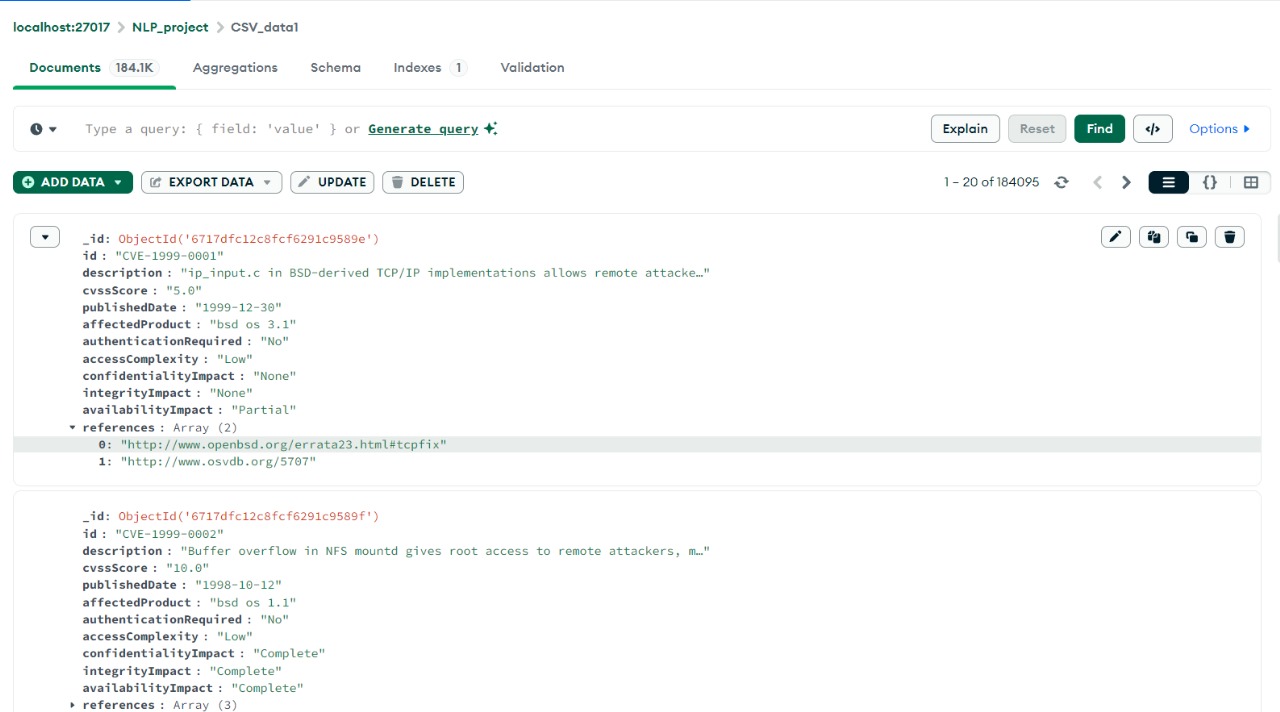 localhost:27017 > NLP_project > CSV_data1
Documents 184.1K Aggregations Schema Indexes 1 Validation
Type a query: { field: 'value' } or Generate query Explain Reset Find </> Options
ADD DATA EXPORT DATA UPDATE DELETE 1 – 20 of 184095 {}
_id: ObjectId('6717dfc12c8fcf6291c9589e')
id : "CVE-1999-0001"
description : "ip_input.c in BSD-derived TCP/IP implementations allows remote attacke…"
cvssScore : "5.0"
publishedDate : "1999-12-30"
affectedProduct : "bsd os 3.1"
authenticationRequired : "No"
accessComplexity : "Low"
confidentialityImpact : "None"
integrityImpact : "None"
availabilityImpact : "Partial"
references : Array (2)
0: "http://www.openbsd.org/errata23.html#tcpfix"
1: "http://www.osvdb.org/5707"
_id: ObjectId('6717dfc12c8fcf6291c9589f')
id : "CVE-1999-0002"
description : "Buffer overflow in NFS mountd gives root access to remote attackers, m…"
cvssScore : "10.0"
publishedDate : "1998-10-12"
affectedProduct : "bsd os 1.1"
authenticationRequired : "No"
accessComplexity : "Low"
confidentialityImpact : "Complete"
integrityImpact : "Complete"
availabilityImpact : "Complete"
references : Array (3)